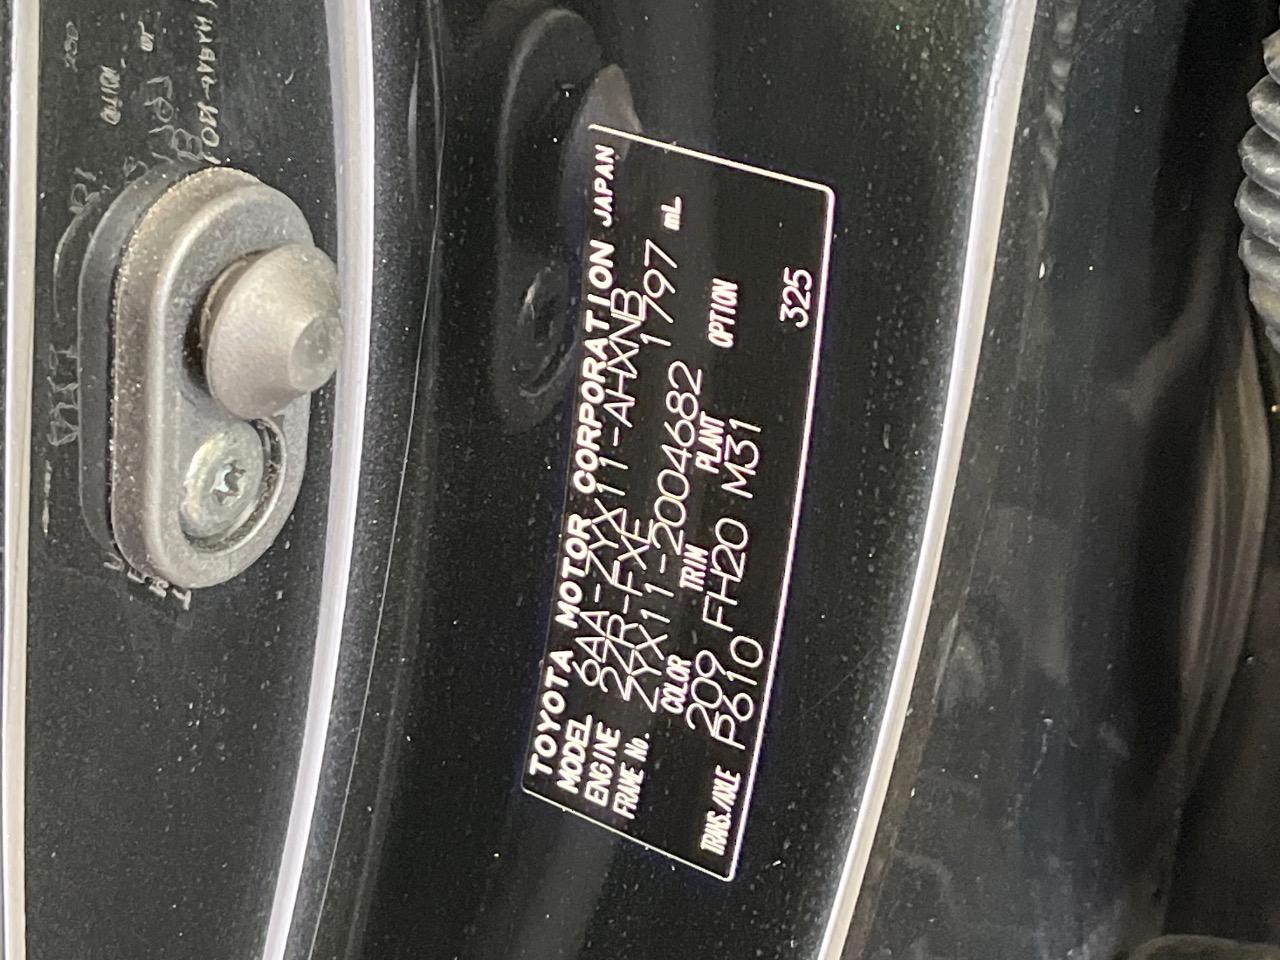 TOYOTA MOTOR CORPORATION JAPAN
MODEL 6AA-ZYX11-AHXNB
ENGINE 2ZR-FXE 1797 mL
FRAME No. ZYX11-2004682
COLOR TRIM PLANT OPTION
209 FH20 M31
TRANS./AXLE P610 325